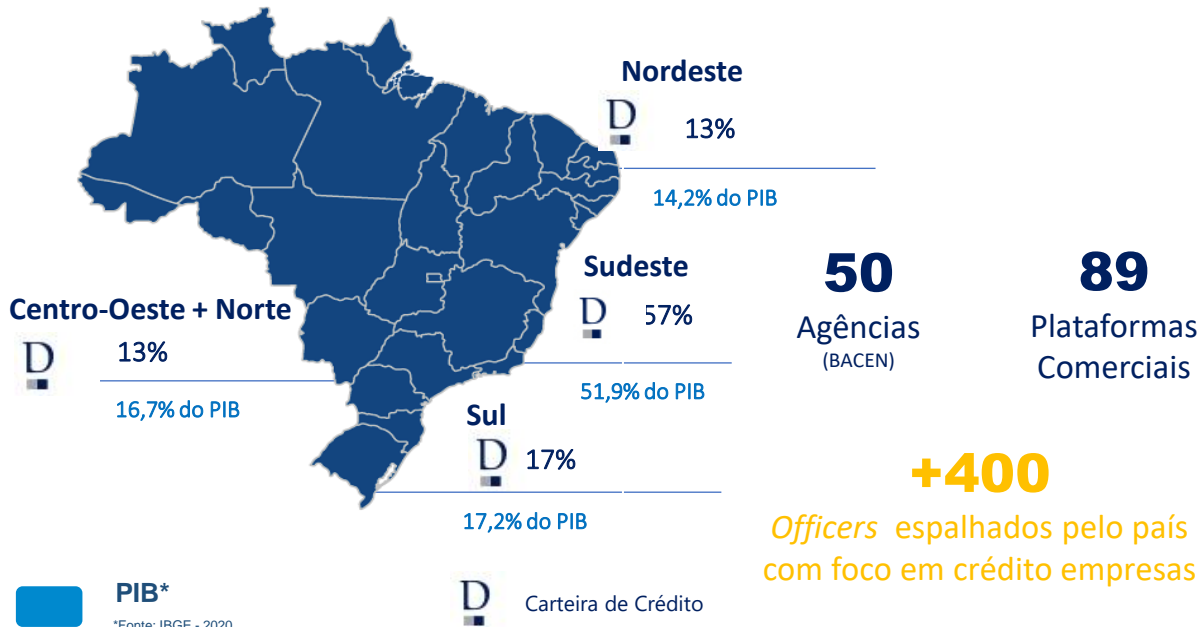 Nordeste
D
13%
14,2% do PIB
Sudeste
D
57%
51,9% do PIB
Centro-Oeste + Norte
D
13%
16,7% do PIB
Sul
D
17%
17,2% do PIB
50
Agências
(BACEN)
89
Plataformas
Comerciais
+400
Officers espalhados pelo país
com foco em crédito empresas
PIB*
*Fonte: IBGE - 2020
D
Carteira de Crédito